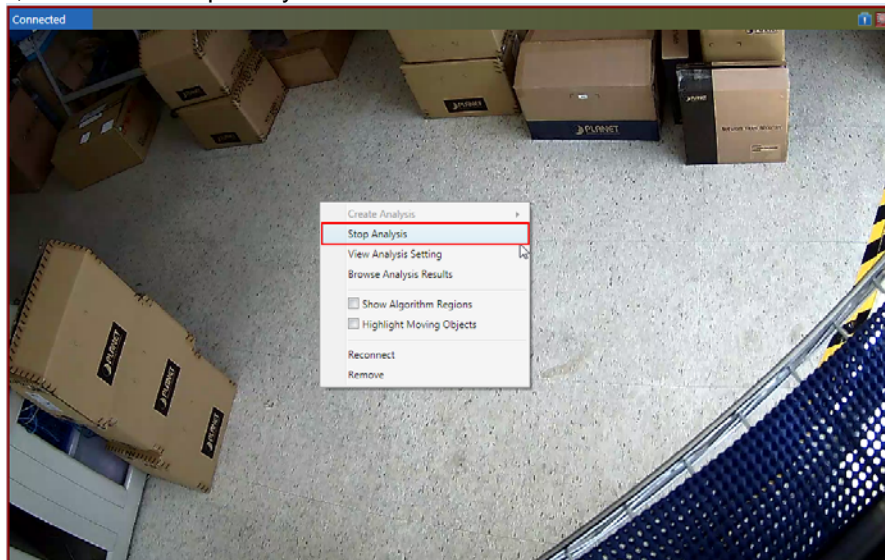 Connected
PLANET
PLANET
PLANET
Create Analysis
Stop Analysis
View Analysis Setting
Browse Analysis Results
Show Algorithm Regions
Highlight Moving Objects
Reconnect
Remove
PLANET
PLANET
PLANET